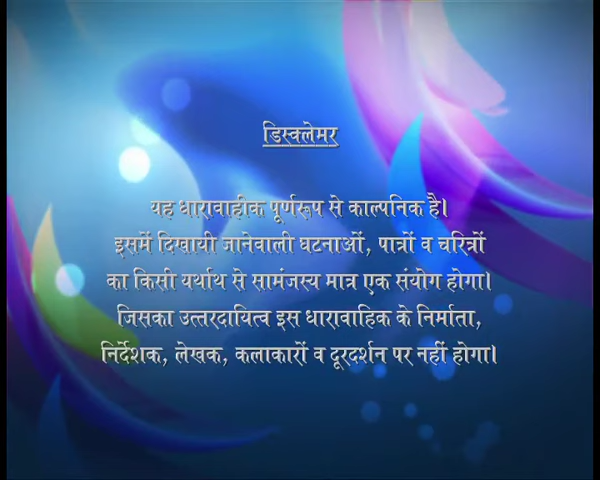 डिस्क्लेमर
यह धारावाहीक पूर्णरूप से काल्पनिक है।
इसमें दिखायी जानेवाली घटनाओं, पात्रों व चरित्रों
का किसी यर्थाथ से सामंजस्य मात्र एक संयोग होगा।
जिसका उत्तरदायित्व इस धारावाहिक के निर्माता,
निर्देशक, लेखक, कलाकारों व दूरदर्शन पर नहीं होगा।